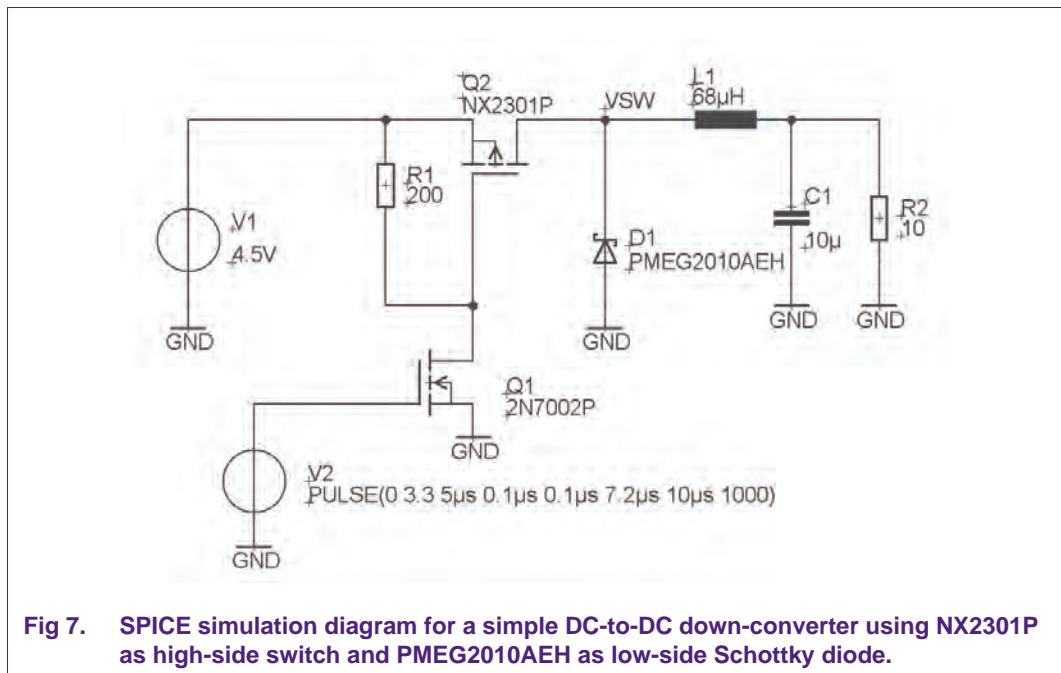 Q2
NX2301P
L1
68µH
VSW
R1
200
V1
4.5V
C1
10µ
R2
10
D1
PMEG2010AEH
GND
GND
GND
GND
Q1
2N7002P
GND
V2
PULSE(0 3.3 5µs 0.1µs 0.1µs 7.2µs 10µs 1000)
GND
Fig 7. SPICE simulation diagram for a simple DC-to-DC down-converter using NX2301P
as high-side switch and PMEG2010AEH as low-side Schottky diode.